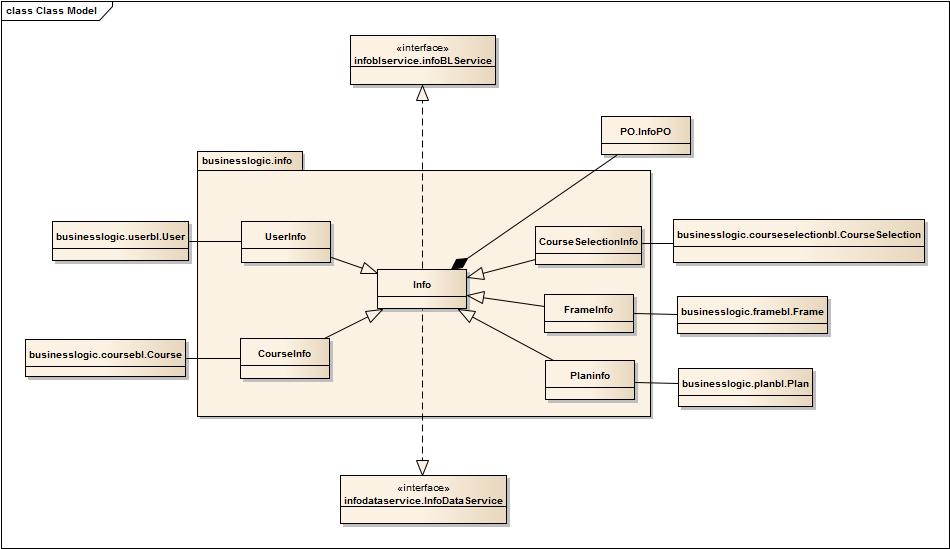 class Class Model
«interface»
infoblservice.infoBLService
PO.InfoPO
businesslogic.info
businesslogic.userbl.User
UserInfo
CourseSelectionInfo
businesslogic.courseselectionbl.CourseSelection
Info
FrameInfo
businesslogic.framebl.Frame
businesslogic.coursebl.Course
CourseInfo
Planinfo
businesslogic.planbl.Plan
«interface»
infodataservice.InfoDataService